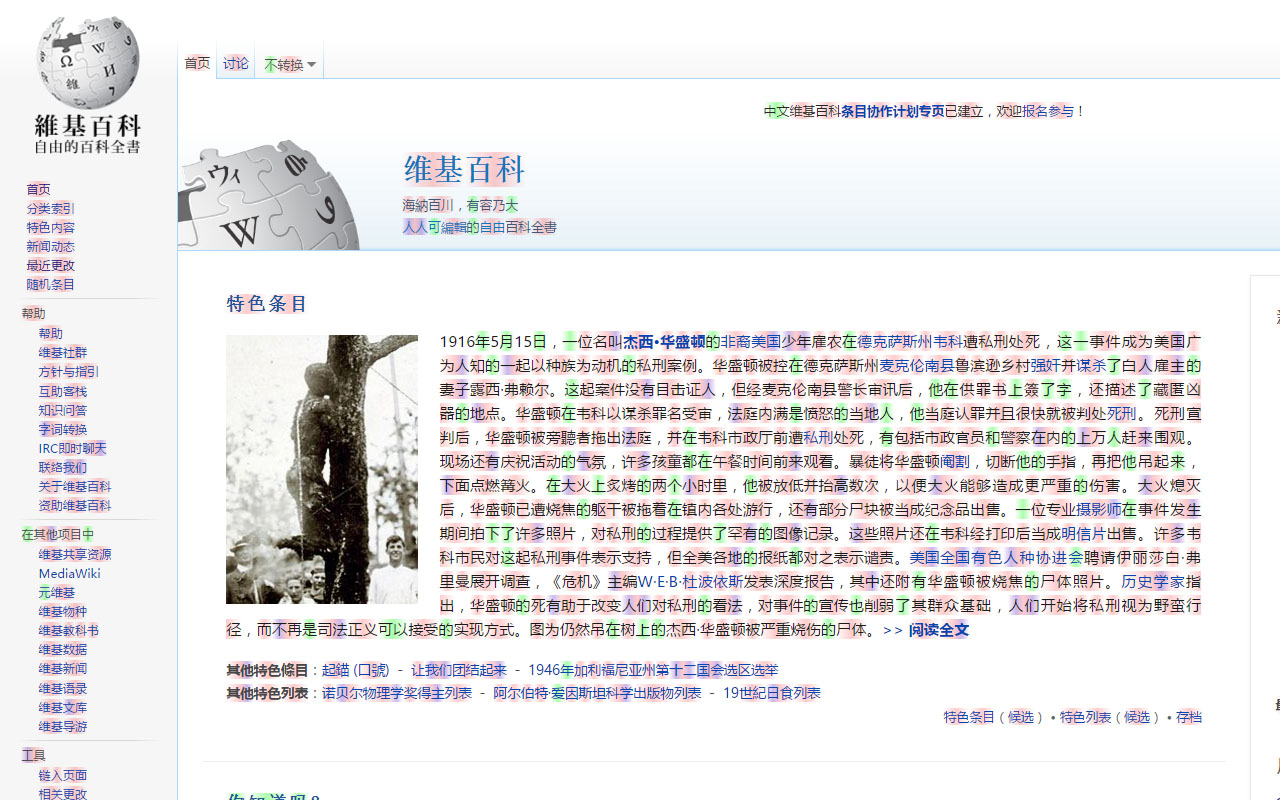 維基百科
自由的百科全書
首页
讨论
不转换
中文维基百科条目协作计划专页已建立，欢迎报名参与！
维基百科
海納百川，有容乃大
人人可編輯的自由百科全書
首页
分类索引
特色内容
新闻动态
最近更改
随机条目
帮助
帮助
维基社群
方针与指引
互助客栈
知识问答
字词转换
IRC即时聊天
联络我们
关于维基百科
资助维基百科
在其他项目中
维基共享资源
MediaWiki
元维基
维基物种
维基教科书
维基数据
维基新闻
维基语录
维基文库
维基导游
工具
链入页面
相关更改
特色条目
1916年5月15日，一位名叫杰西·华盛顿的非裔美国少年雇农在德克萨斯州韦科遭私刑处死，这一事件成为美国广
为人知的一起以种族为动机的私刑案例。华盛顿被控在德克萨斯州麦克伦南县鲁滨逊乡村强奸并谋杀了白人雇主的
妻子露西·弗赖尔。这起案件没有目击证人，但经麦克伦南县警长审讯后，他在供罪书上簽了字，还描述了藏匿凶
器的地点。华盛顿在韦科以谋杀罪名受审，法庭内满是愤怒的当地人，他当庭认罪并且很快就被判处死刑。死刑宣
判后，华盛顿被旁聽者拖出法庭，并在韦科市政厅前遭私刑处死，有包括市政官员和警察在内的上万人赶来围观。
现场还有庆祝活动的气氛，许多孩童都在午餐时间前来观看。暴徒将华盛顿阉割，切断他的手指，再把他吊起来，
下面点燃篝火。在大火上炙烤的两个小时里，他被放低并抬高数次，以便大火能够造成更严重的伤害。大火熄灭
后，华盛顿已遭烧焦的躯干被拖着在镇内各处游行，还有部分尸块被当成纪念品出售。一位专业摄影师在事件发生
期间拍下了许多照片，对私刑的过程提供了罕有的图像记录。这些照片还在韦科经打印后当成明信片出售。许多韦
科市民对这起私刑事件表示支持，但全美各地的报纸都对之表示谴责。美国全国有色人种协进会聘请伊丽莎白·弗
里曼展开调查，《危机》主编W·E·B·杜波依斯发表深度报告，其中还附有华盛顿被烧焦的尸体照片。历史学家指
出，华盛顿的死有助于改变人们对私刑的看法，对事件的宣传也削弱了其群众基础，人们开始将私刑视为野蛮行
径，而不再是司法正义可以接受的实现方式。图为仍然吊在树上的杰西·华盛顿被严重烧伤的尸体。>> 阅读全文
其他特色條目：起錨 (口號) - 让我们团结起来 - 1946年加利福尼亚州第十二国会选区选举
其他特色列表：诺贝尔物理学奖得主列表 - 阿尔伯特·爱因斯坦科学出版物列表 - 19世紀日食列表
特色条目（候选）• 特色列表（候选）• 存档